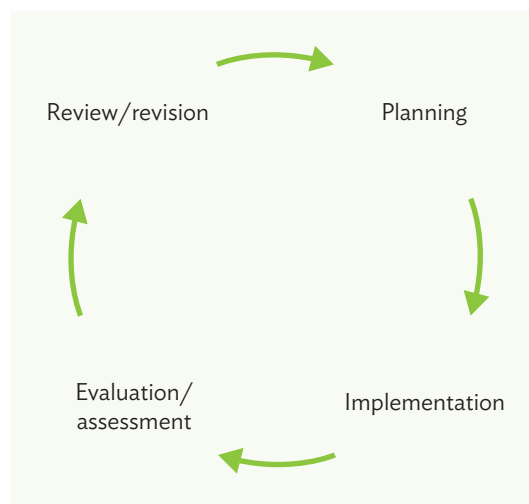 Review/revision
Planning
Evaluation/
assessment
Implementation